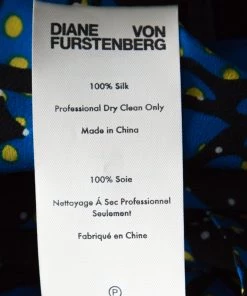 DIANE VON
FURSTENBERG
100% Silk
Professional Dry Clean Only
Made in China
100% Soie
Nettoyage Á Sec Professionnel
Seulement
Fabriqué en Chine
P